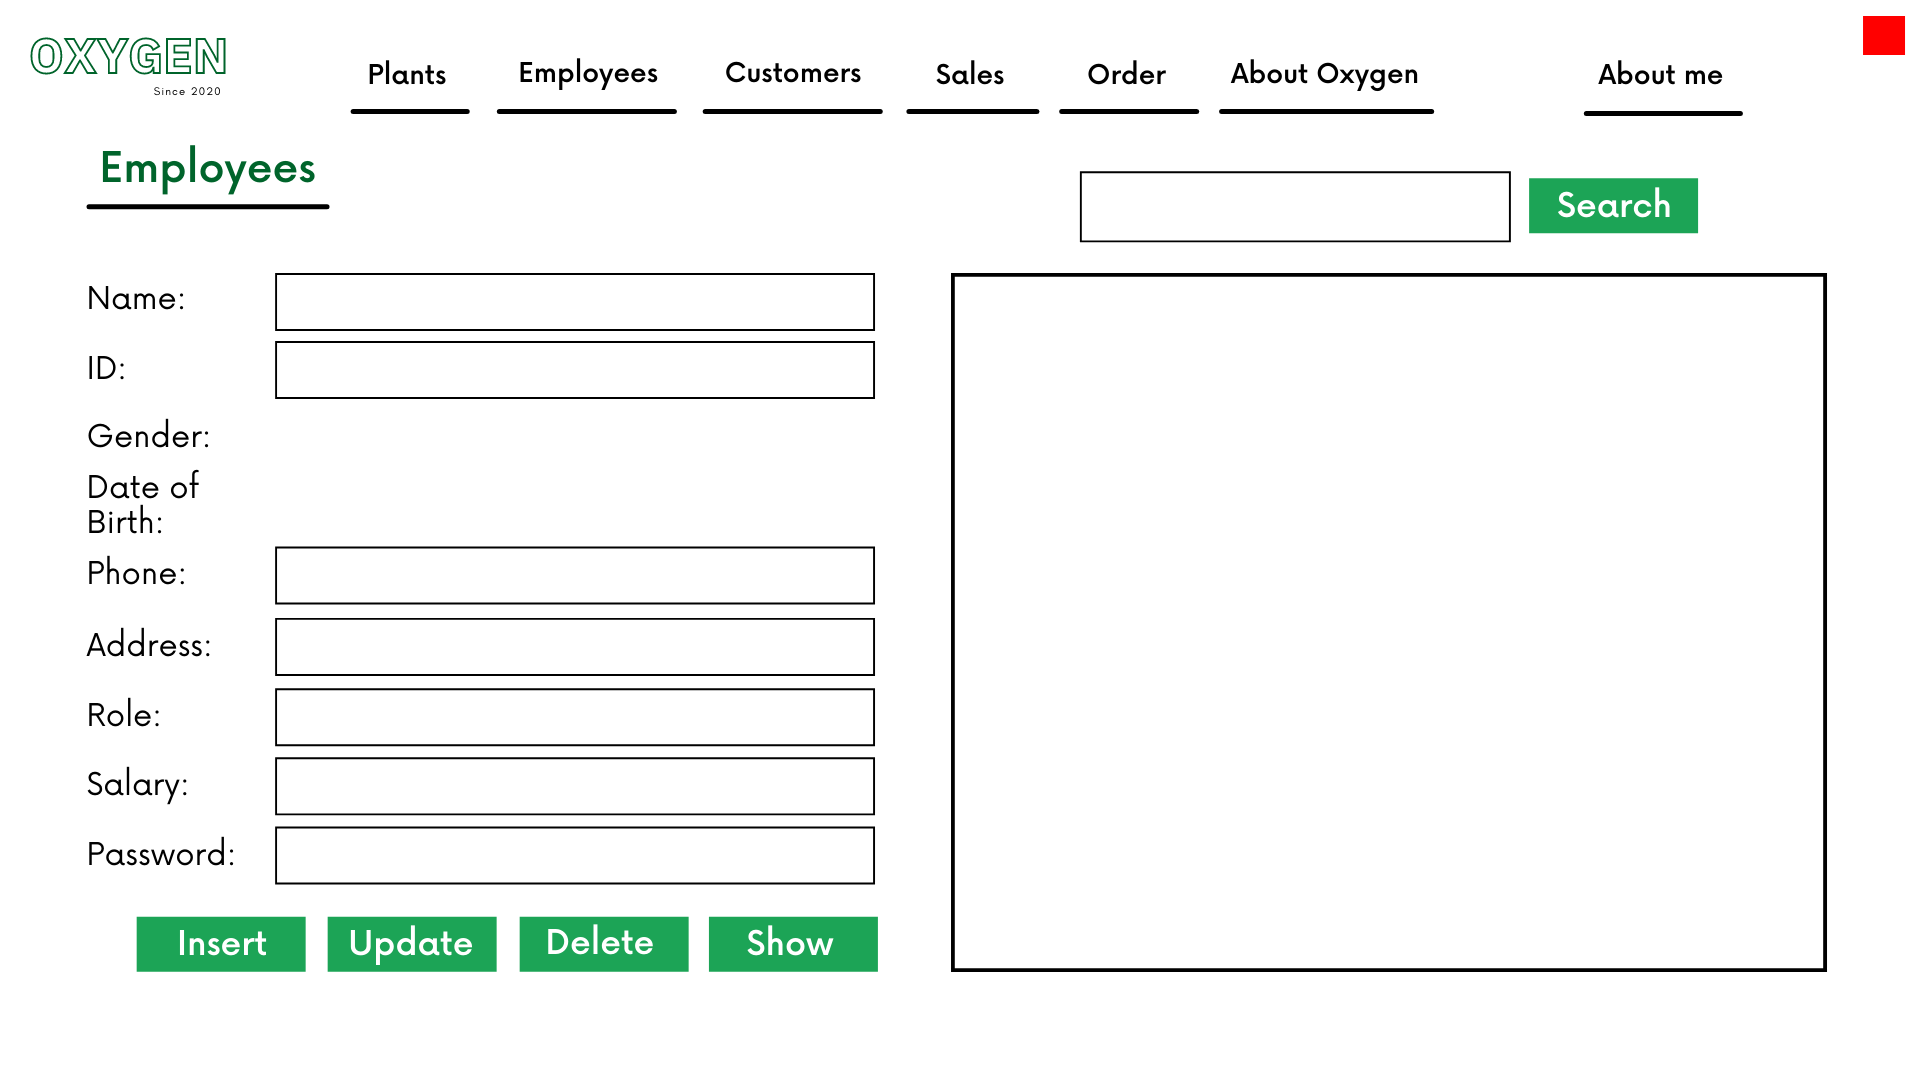 OXYGEN
Since 2020
Plants
Employees
Customers
Sales
Order
About Oxygen
About me
Employees
Search
Name:
ID:
Gender:
Date of
Birth:
Phone:
Address:
Role:
Salary:
Password:
Insert
Update
Delete
Show